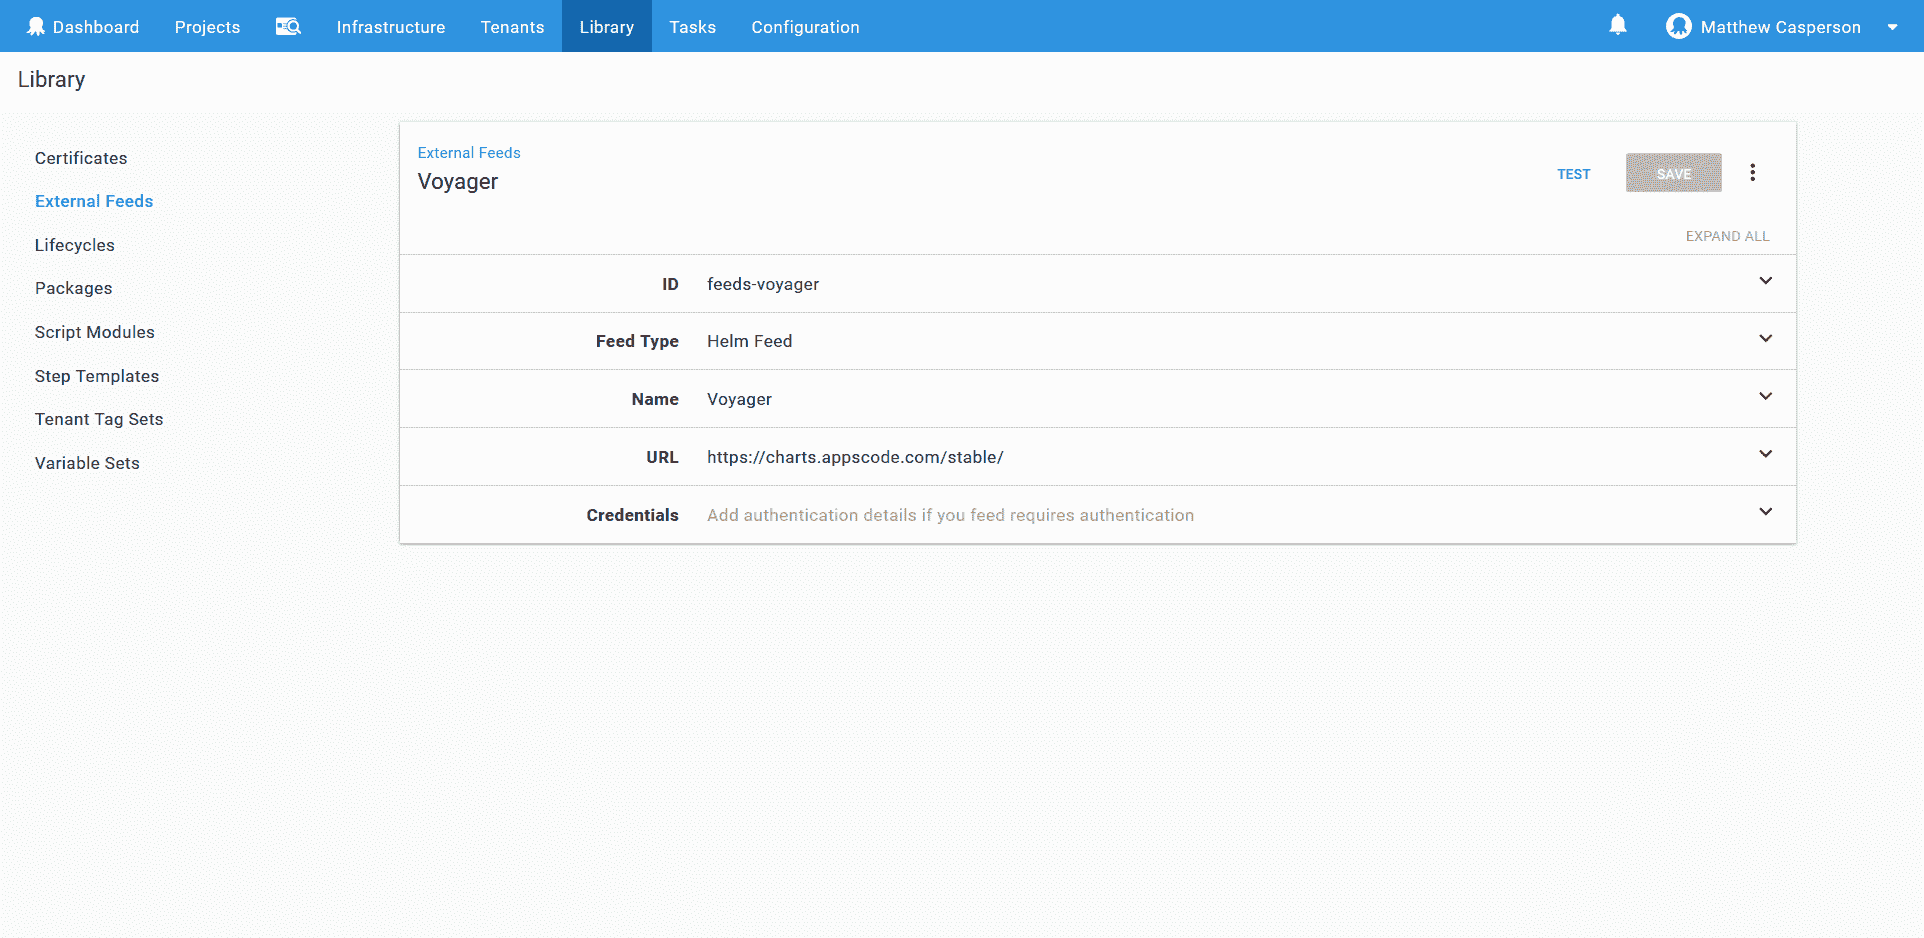 Dashboard Projects Infrastructure Tenants Library Tasks Configuration Matthew Casperson
Library
Certificates
External Feeds
Lifecycles
Packages
Script Modules
Step Templates
Tenant Tag Sets
Variable Sets
External Feeds
Voyager
TEST SAVE
EXPAND ALL
ID feeds-voyager
Feed Type Helm Feed
Name Voyager
URL https://charts.appscode.com/stable/
Credentials Add authentication details if you feed requires authentication